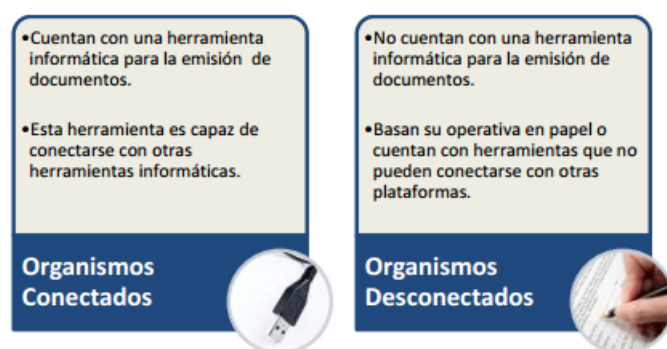 •Cuentan con una herramienta
informática para la emisión de
documentos.
•Esta herramienta es capaz de
conectarse con otras
herramientas informáticas.
Organismos
Conectados
•No cuentan con una herramienta
informática para la emisión de
documentos.
•Basan su operativa en papel o
cuentan con herramientas que no
pueden conectarse con otras
plataformas.
Organismos
Desconectados